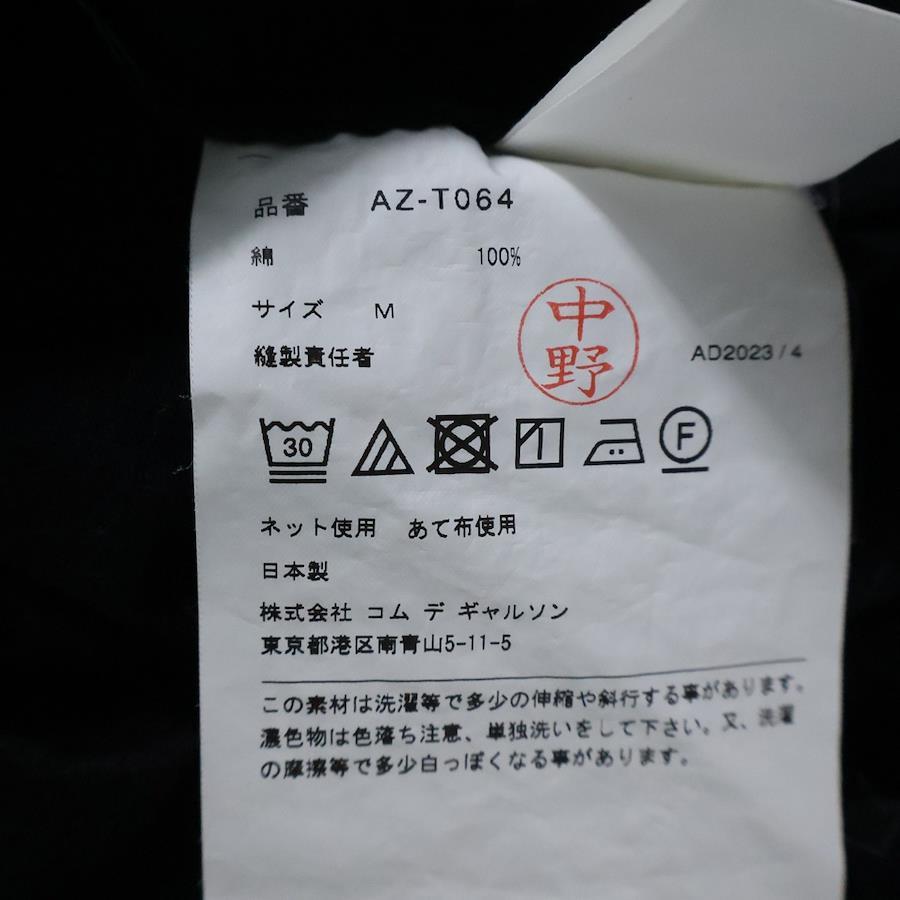 品番 AZ-T064
綿 100%
サイズ M
縫製責任者 中野 AD2023/4
30 F
ネット使用 あて布使用
日本製
株式会社 コム デ ギャルソン
東京都港区南青山5-11-5
この素材は洗濯等で多少の伸縮や斜行する事があります。
濃色物は色落ち注意、単独洗いをして下さい。又、洗濯
の摩擦等で多少白っぽくなる事があります。